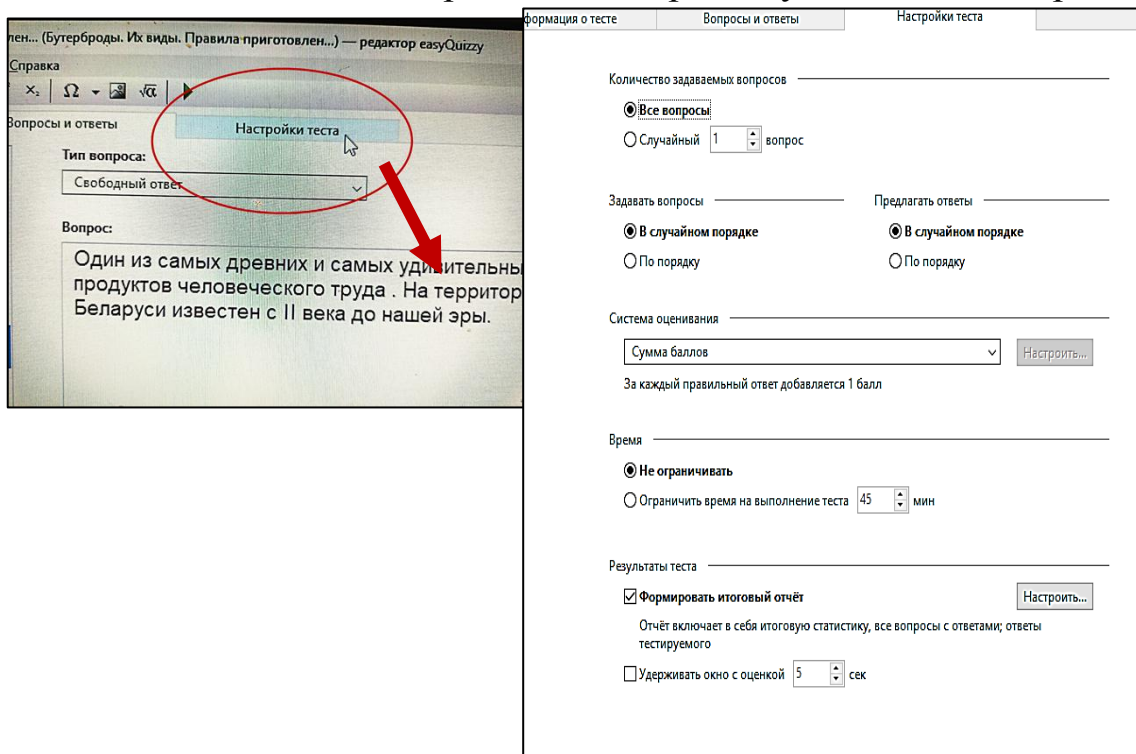 лен... (Бутерброды. Их виды. Правила приготовлен...) — редактор easyQuizzy
Справка
x₂ Ω √α
Вопросы и ответы Настройки теста
Тип вопроса:
Свободный ответ
Вопрос:
Один из самых древних и самых удивительны
продуктов человеческого труда . На территор
Беларуси известен с II века до нашей эры.
формация о тесте Вопросы и ответы Настройки теста
Количество задаваемых вопросов
Все вопросы
Случайный 1 вопрос
Задавать вопросы Предлагать ответы
В случайном порядке В случайном порядке
По порядку По порядку
Система оценивания
Сумма баллов Настроить...
За каждый правильный ответ добавляется 1 балл
Время
Не ограничивать
Ограничить время на выполнение теста 45 мин
Результаты теста
Формировать итоговый отчёт Настроить...
Отчёт включает в себя итоговую статистику, все вопросы с ответами; ответы
тестируемого
Удерживать окно с оценкой 5 сек